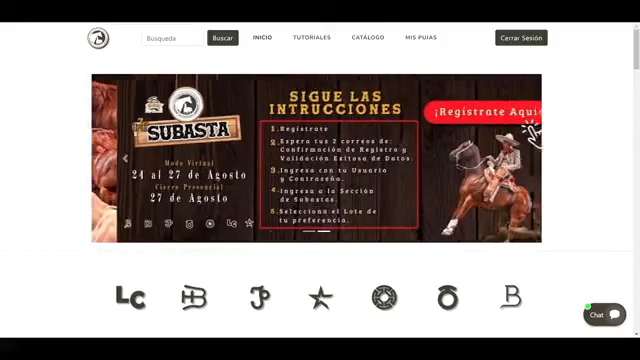 Búsqueda
Buscar
INICIO
TUTORIALES
CATÁLOGO
MIS PUJAS
Cerrar Sesión
SUBASTA
Modo Virtual
24 al 27 de Agosto
Cierre Presencial
27 de Agosto
SIGUE LAS
INTRUCCIONES
1. Regístrate
2. Espera tus 2 correos de:
Confirmación de Registro y
Validación Exitosa de Datos.
3. Ingresa con tu Usuario
y Contraseña.
4. Ingresa a la Sección
de Subastas.
5. Selecciona el Lote de
tu preferencia.
¡Regístrate Aquí
LC
B
Chat